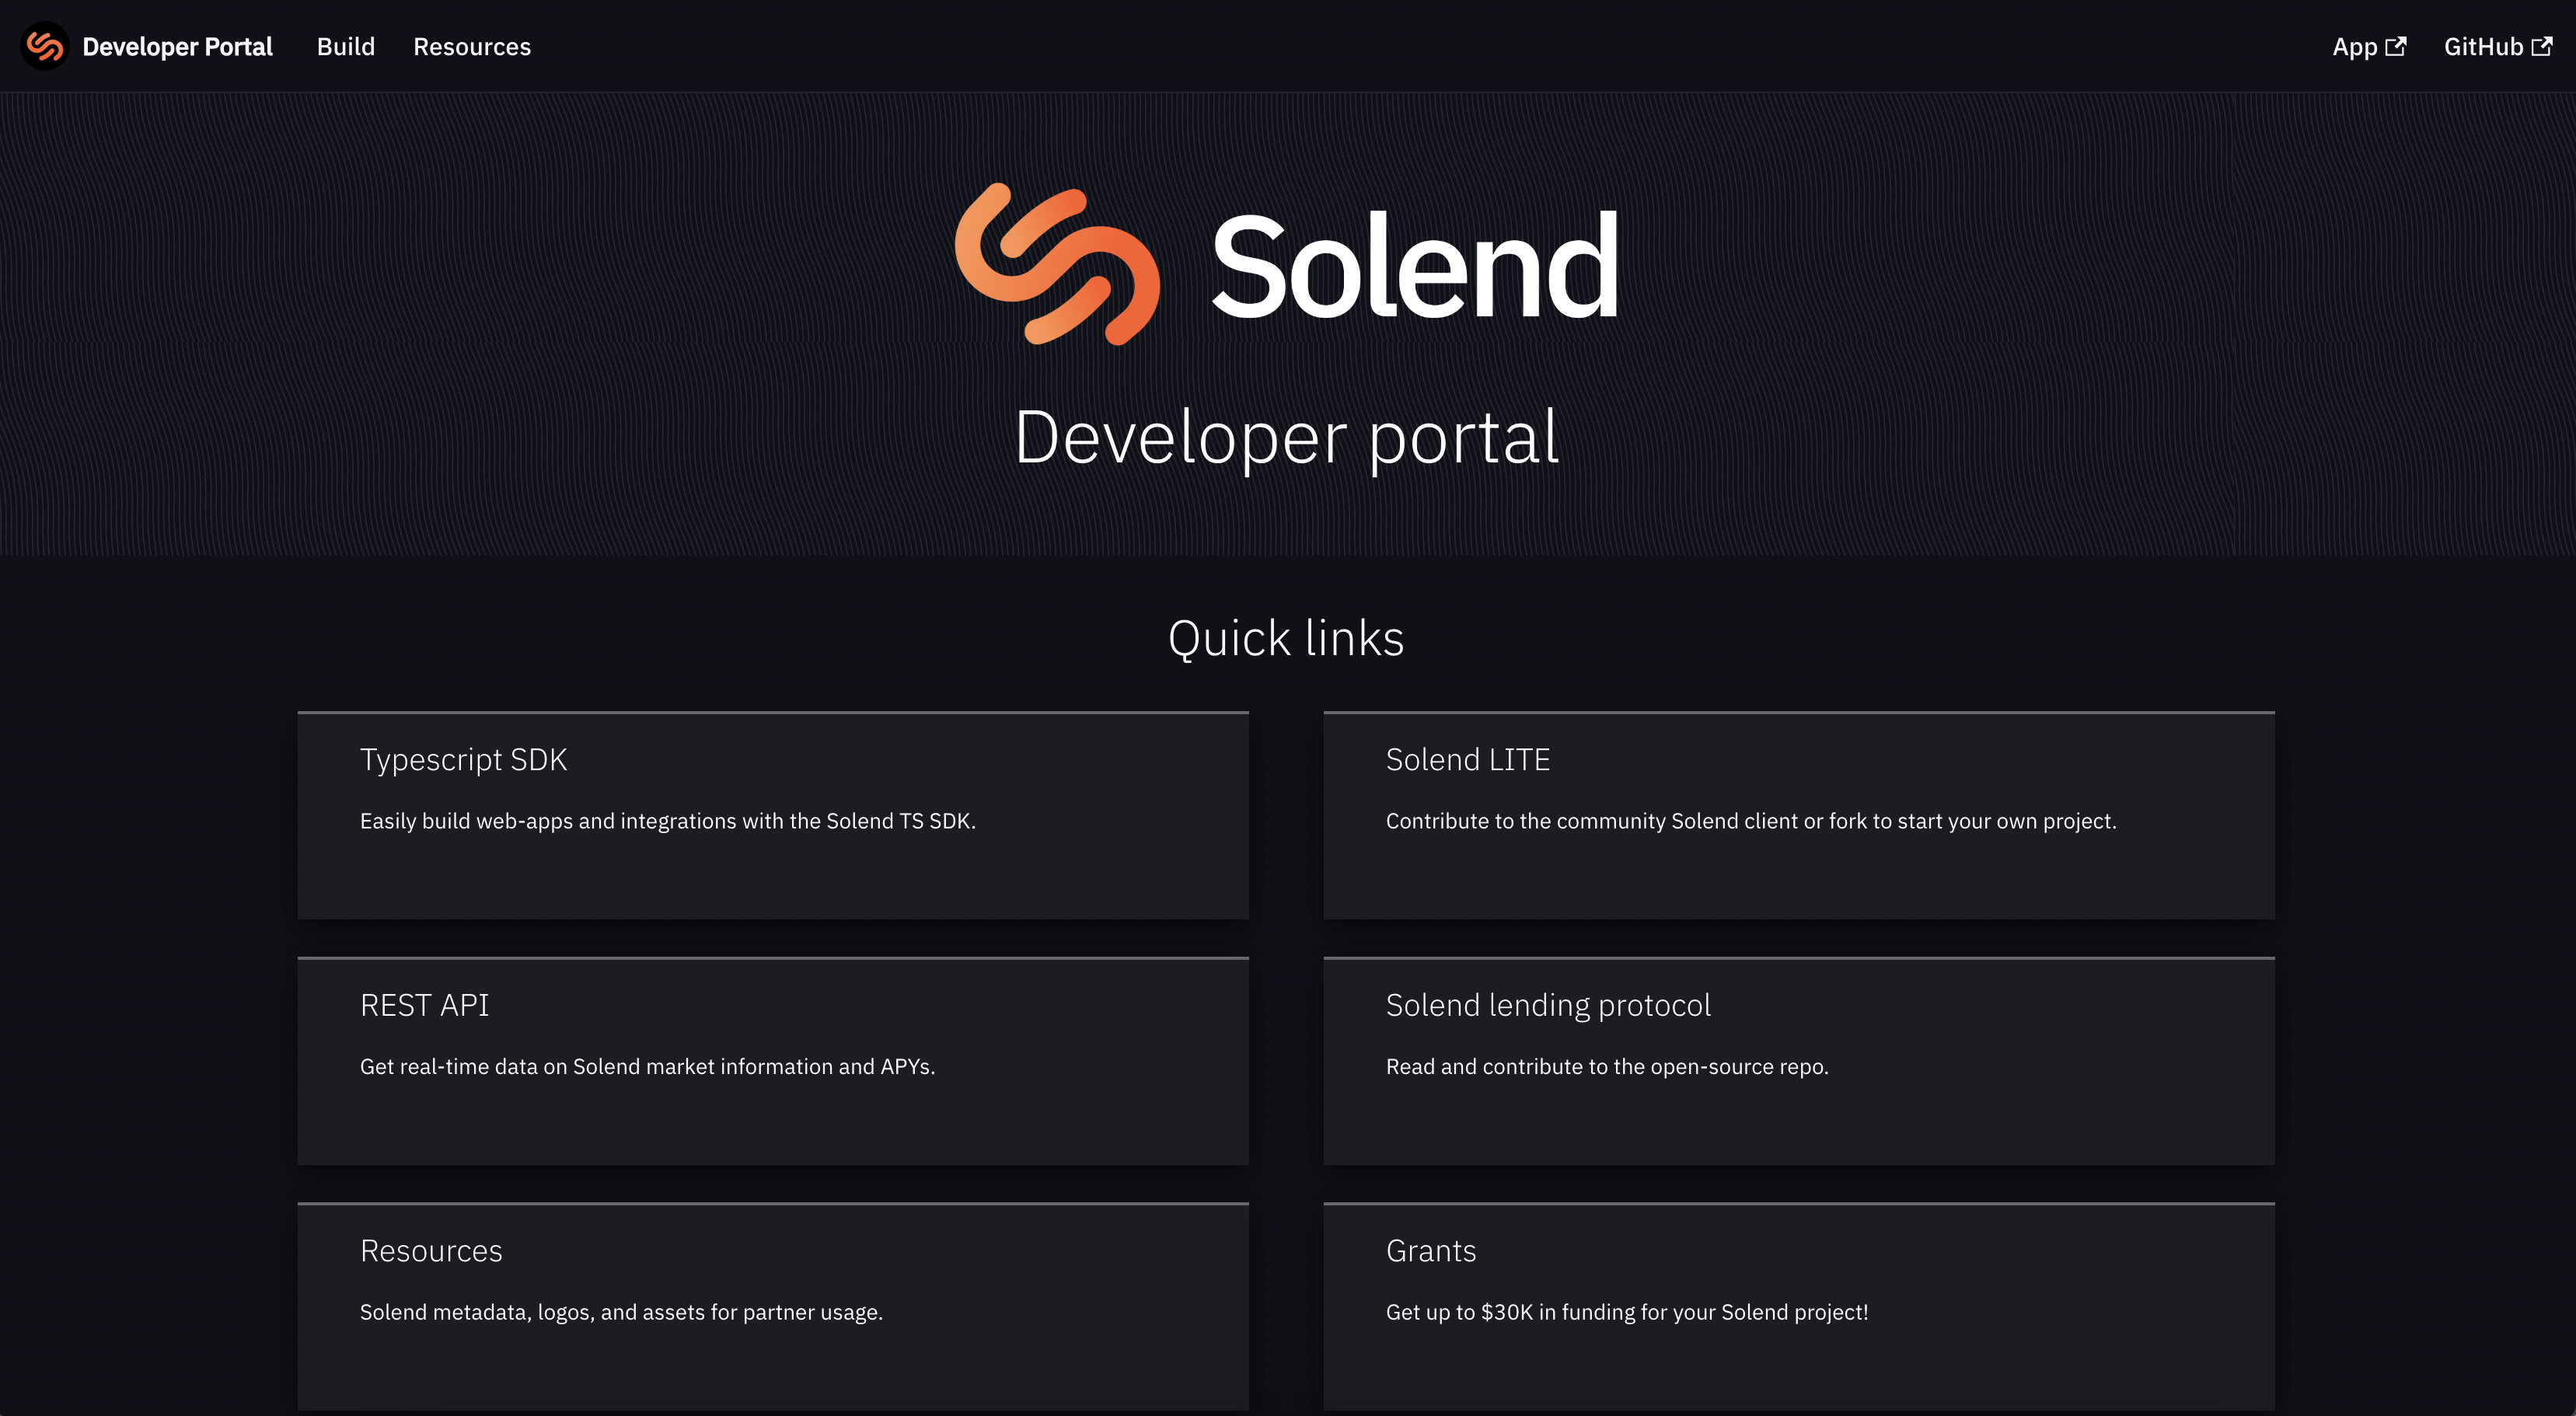 Developer Portal Build Resources App GitHub
Solend
Developer portal
Quick links
Typescript SDK
Easily build web-apps and integrations with the Solend TS SDK.
Solend LITE
Contribute to the community Solend client or fork to start your own project.
REST API
Get real-time data on Solend market information and APYs.
Solend lending protocol
Read and contribute to the open-source repo.
Resources
Solend metadata, logos, and assets for partner usage.
Grants
Get up to $30K in funding for your Solend project!